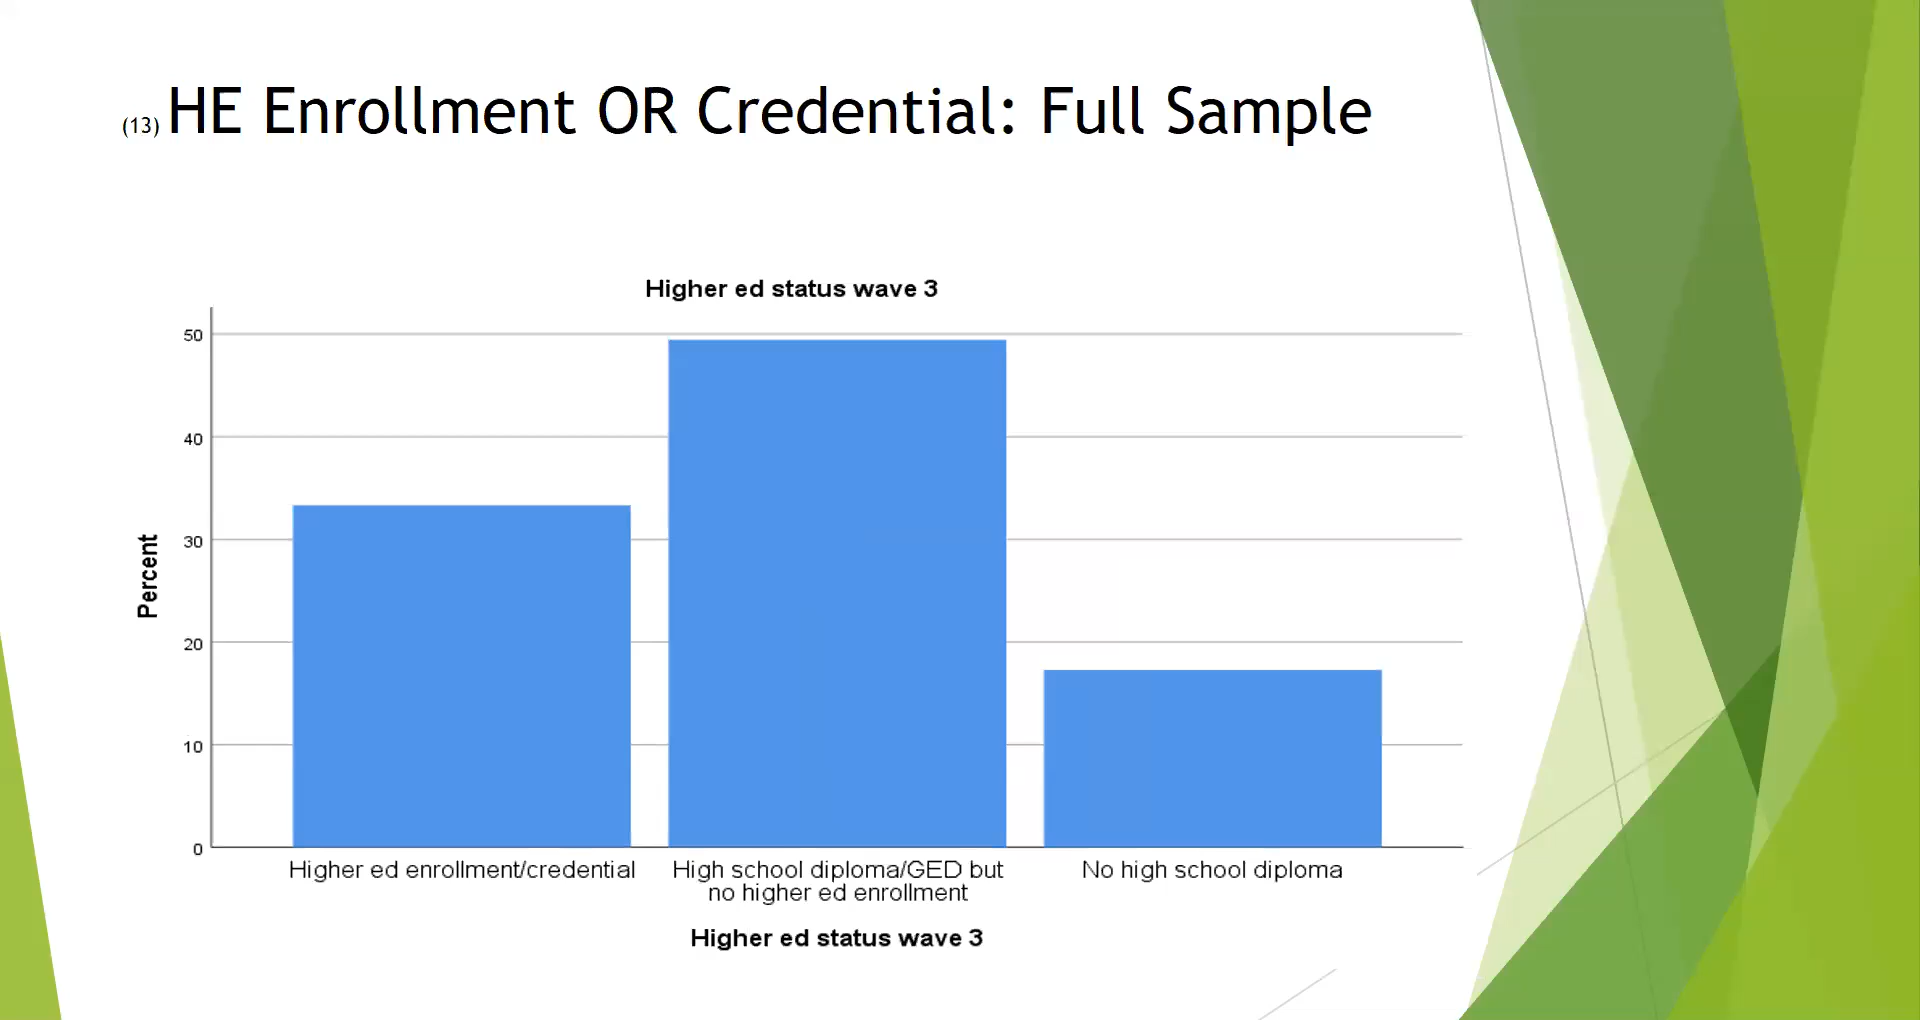 (13) HE Enrollment OR Credential: Full Sample
Higher ed status wave 3
50
40
30
20
10
0
Percent
Higher ed enrollment/credential
High school diploma/GED but
no higher ed enrollment
No high school diploma
Higher ed status wave 3